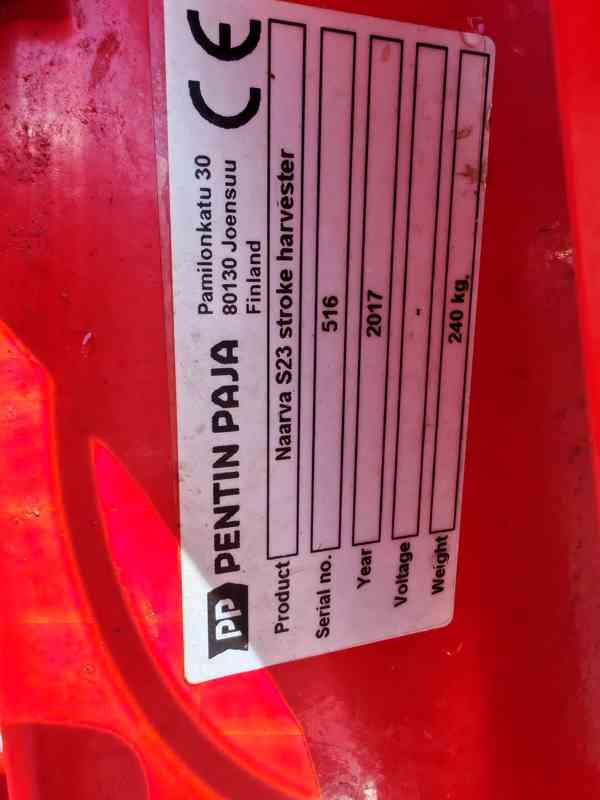 PP PENTIN PAJA
Pamilonkatu 30
80130 Joensuu
Finland
CE
Product Naarva S23 stroke harvester
Serial no. 516
Year 2017
Voltage -
Weight 240 kg.